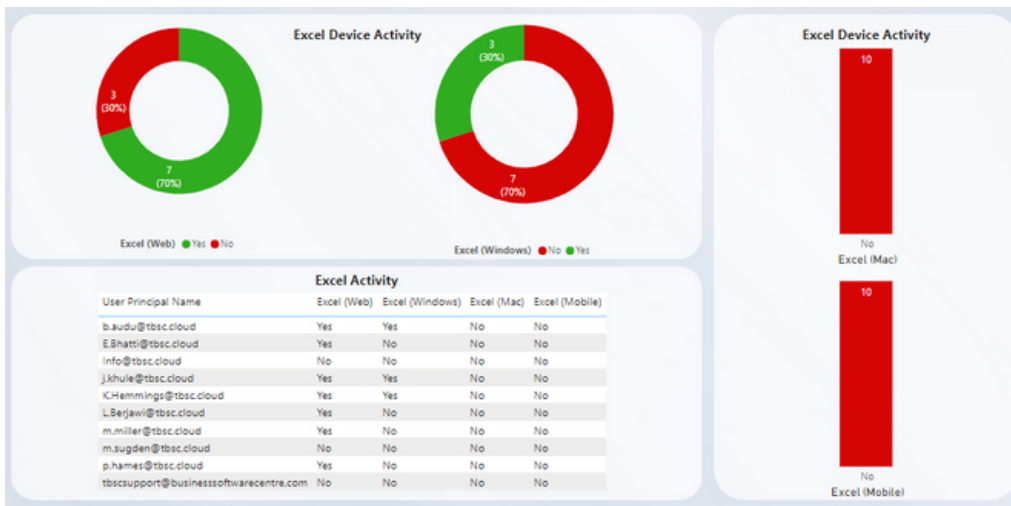 Excel Device Activity
3
(30%)
7
(70%)
Excel (Web) Yes No
3
(30%)
7
(70%)
Excel (Windows) No Yes
Excel Device Activity
10
No
Excel (Mac)
10
No
Excel (Mobile)
Excel Activity
User Principal Name Excel (Web) Excel (Windows) Excel (Mac) Excel (Mobile)
b.audu@tbsc.cloud Yes Yes No No
E.Bhatti@tbsc.cloud Yes No No No
Info@tbsc.cloud No No No No
j.khule@tbsc.cloud Yes Yes No No
K.Hemmings@tbsc.cloud Yes Yes No No
L.Berjawi@tbsc.cloud Yes No No No
m.miller@tbsc.cloud Yes No No No
m.sugden@tbsc.cloud No No No No
p.hames@tbsc.cloud Yes No No No
tbscsupport@businesssoftwarecentre.com No No No No